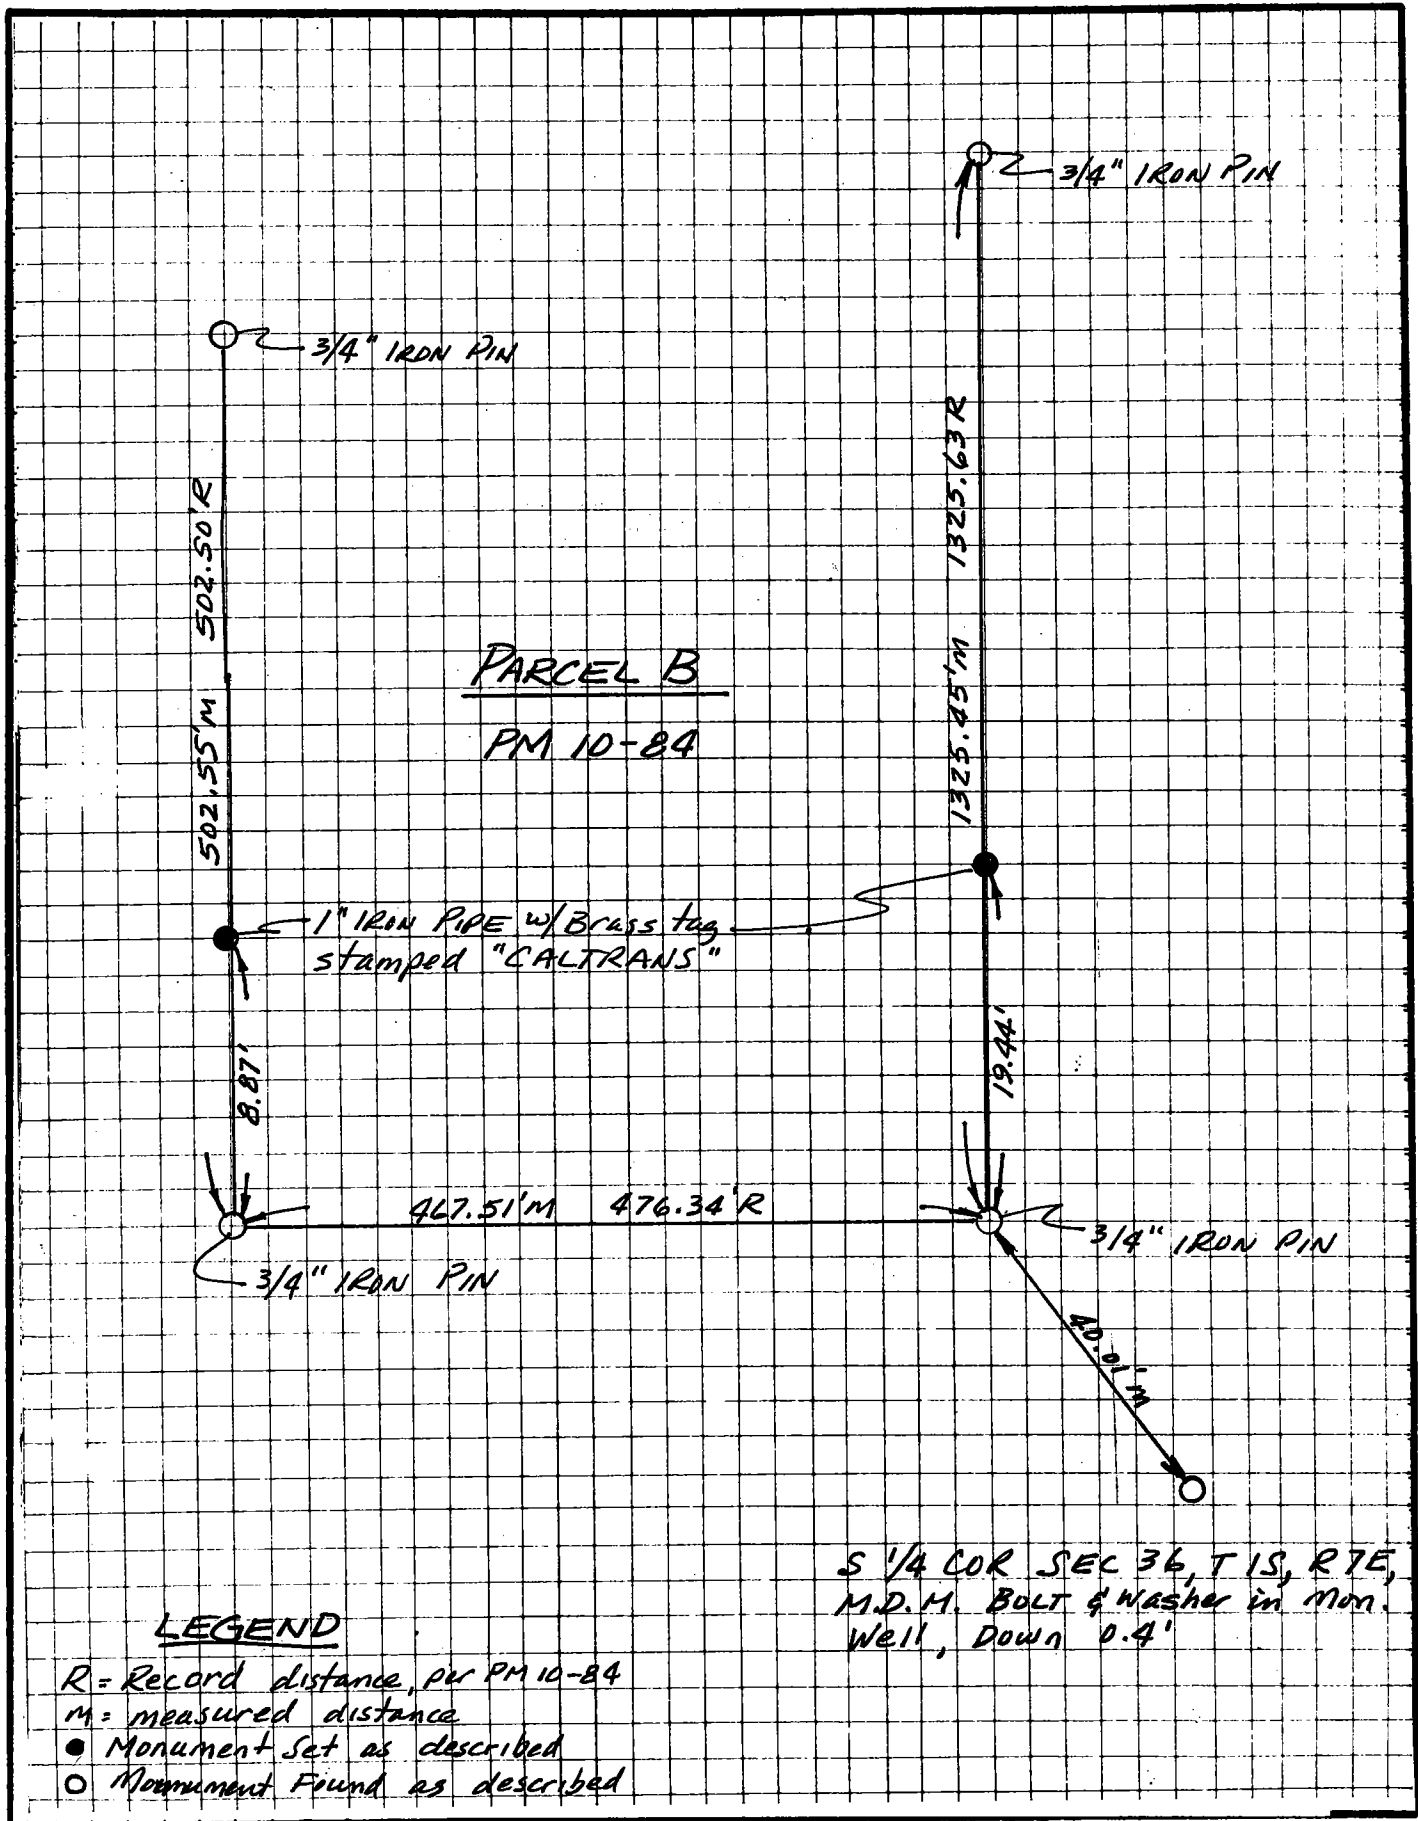 3/4" IRON PIN
3/4" IRON PIN
502.55'M 502.50'R
1325.45'M 1325.63 R
PARCEL B
PM 10-84
1" IRON PIPE w/ Brass tag
stamped "CALTRANS"
8.87'
19.44'
467.51'M 476.34'R
3/4" IRON PIN
3/4" IRON PIN
40.01'M
S 1/4 COR SEC 36, T 1S, R 7E,
M.D.M. BOLT & Washer in Mon.
Well, Down 0.4'
LEGEND
R = Record distance, per PM 10-84
M = measured distance
Monument Set as described
Monument Found as described